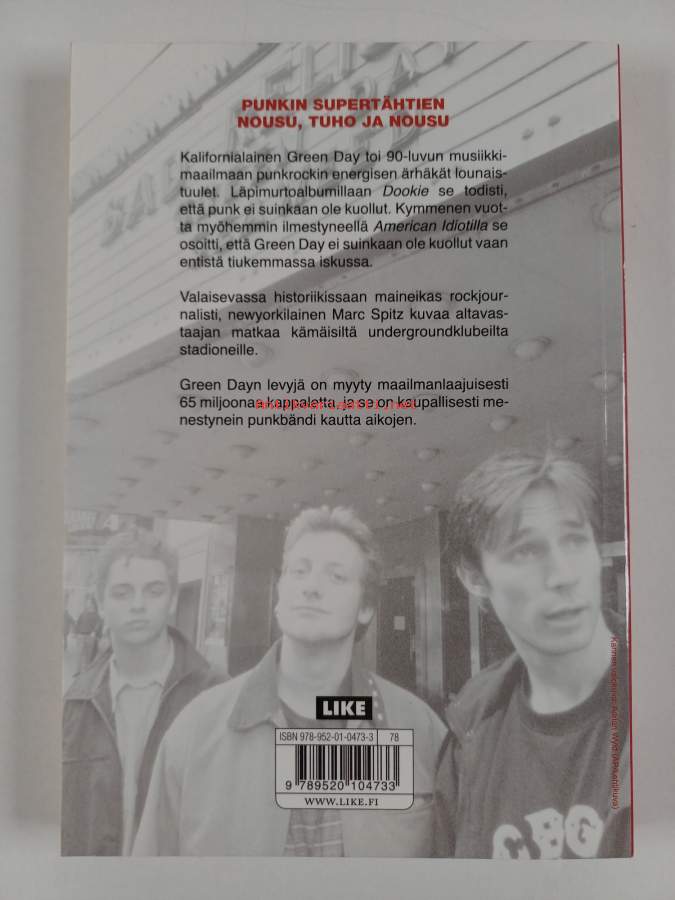 PUNKIN SUPERTÄHTIEN
NOUSU, TUHO JA NOUSU
Kalifornialainen Green Day toi 90-luvun musiikki-
maailmaan punkrockin energisen ärhäkät lounais-
tuulet. Läpimurtoalbumillaan Dookie se todisti,
että punk ei suinkaan ole kuollut. Kymmenen vuot-
ta myöhemmin ilmestyneellä American Idiotilla se
osoitti, että Green Day ei suinkaan ole kuollut vaan
entistä tiukemmassa iskussa.
Valaisevassa historiikissaan maineikas rockjour-
nalisti, newyorkilainen Marc Spitz kuvaa altavas-
taajan matkaa kämäisiltä undergroundklubeilta
stadioneille.
Green Dayn levyjä on myyty maailmanlaajuisesti
65 miljoonaa kappaletta, ja se on kaupallisesti me-
nestynein punkbändi kautta aikojen.
antikvariaatti.net
LIKE
ISBN 978-952-01-0473-3 78
9 789520 104733
WWW.LIKE.FI
CBG